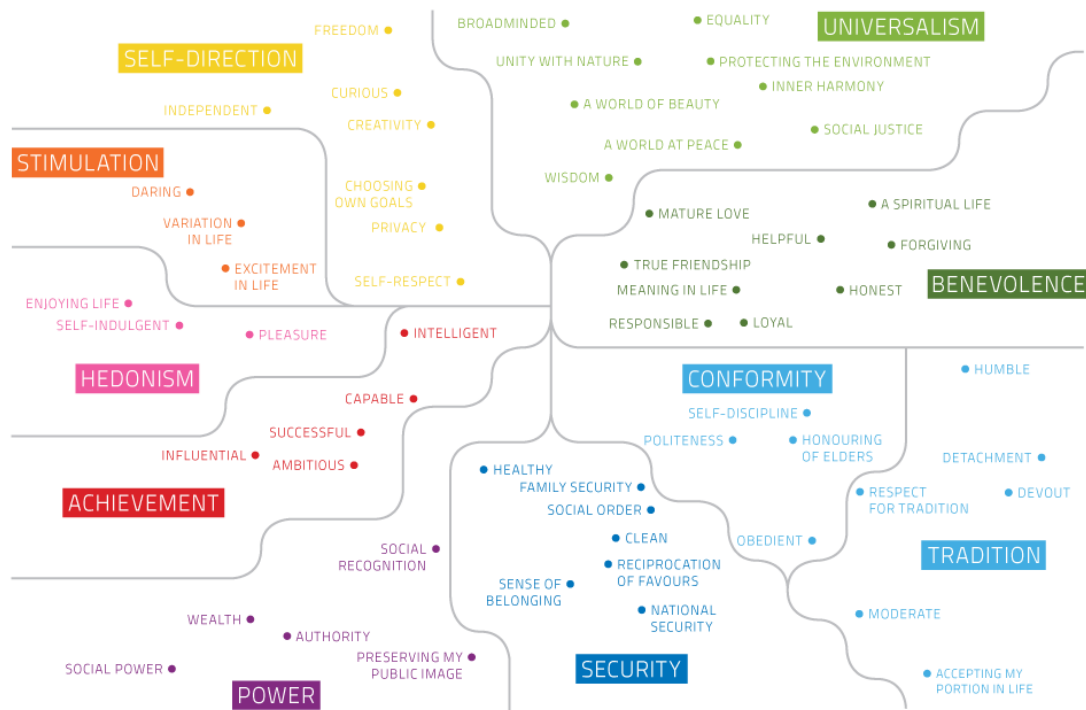 SELF-DIRECTION
FREEDOM
CURIOUS
INDEPENDENT
CREATIVITY
CHOOSING
OWN GOALS
PRIVACY
SELF-RESPECT
UNIVERSALISM
BROADMINDED
EQUALITY
UNITY WITH NATURE
PROTECTING THE ENVIRONMENT
INNER HARMONY
A WORLD OF BEAUTY
SOCIAL JUSTICE
A WORLD AT PEACE
WISDOM
STIMULATION
DARING
VARIATION
IN LIFE
EXCITEMENT
IN LIFE
BENEVOLENCE
MATURE LOVE
A SPIRITUAL LIFE
HELPFUL
FORGIVING
TRUE FRIENDSHIP
MEANING IN LIFE
HONEST
RESPONSIBLE
LOYAL
ENJOYING LIFE
SELF-INDULGENT
PLEASURE
HEDONISM
INTELLIGENT
CAPABLE
SUCCESSFUL
INFLUENTIAL
AMBITIOUS
ACHIEVEMENT
CONFORMITY
SELF-DISCIPLINE
POLITENESS
HONOURING
OF ELDERS
OBEDIENT
HUMBLE
DETACHMENT
RESPECT
FOR TRADITION
DEVOUT
TRADITION
MODERATE
ACCEPTING MY
PORTION IN LIFE
HEALTHY
FAMILY SECURITY
SOCIAL ORDER
CLEAN
RECIPROCATION
OF FAVOURS
SENSE OF
BELONGING
NATIONAL
SECURITY
SECURITY
SOCIAL
RECOGNITION
WEALTH
AUTHORITY
PRESERVING MY
PUBLIC IMAGE
SOCIAL POWER
POWER